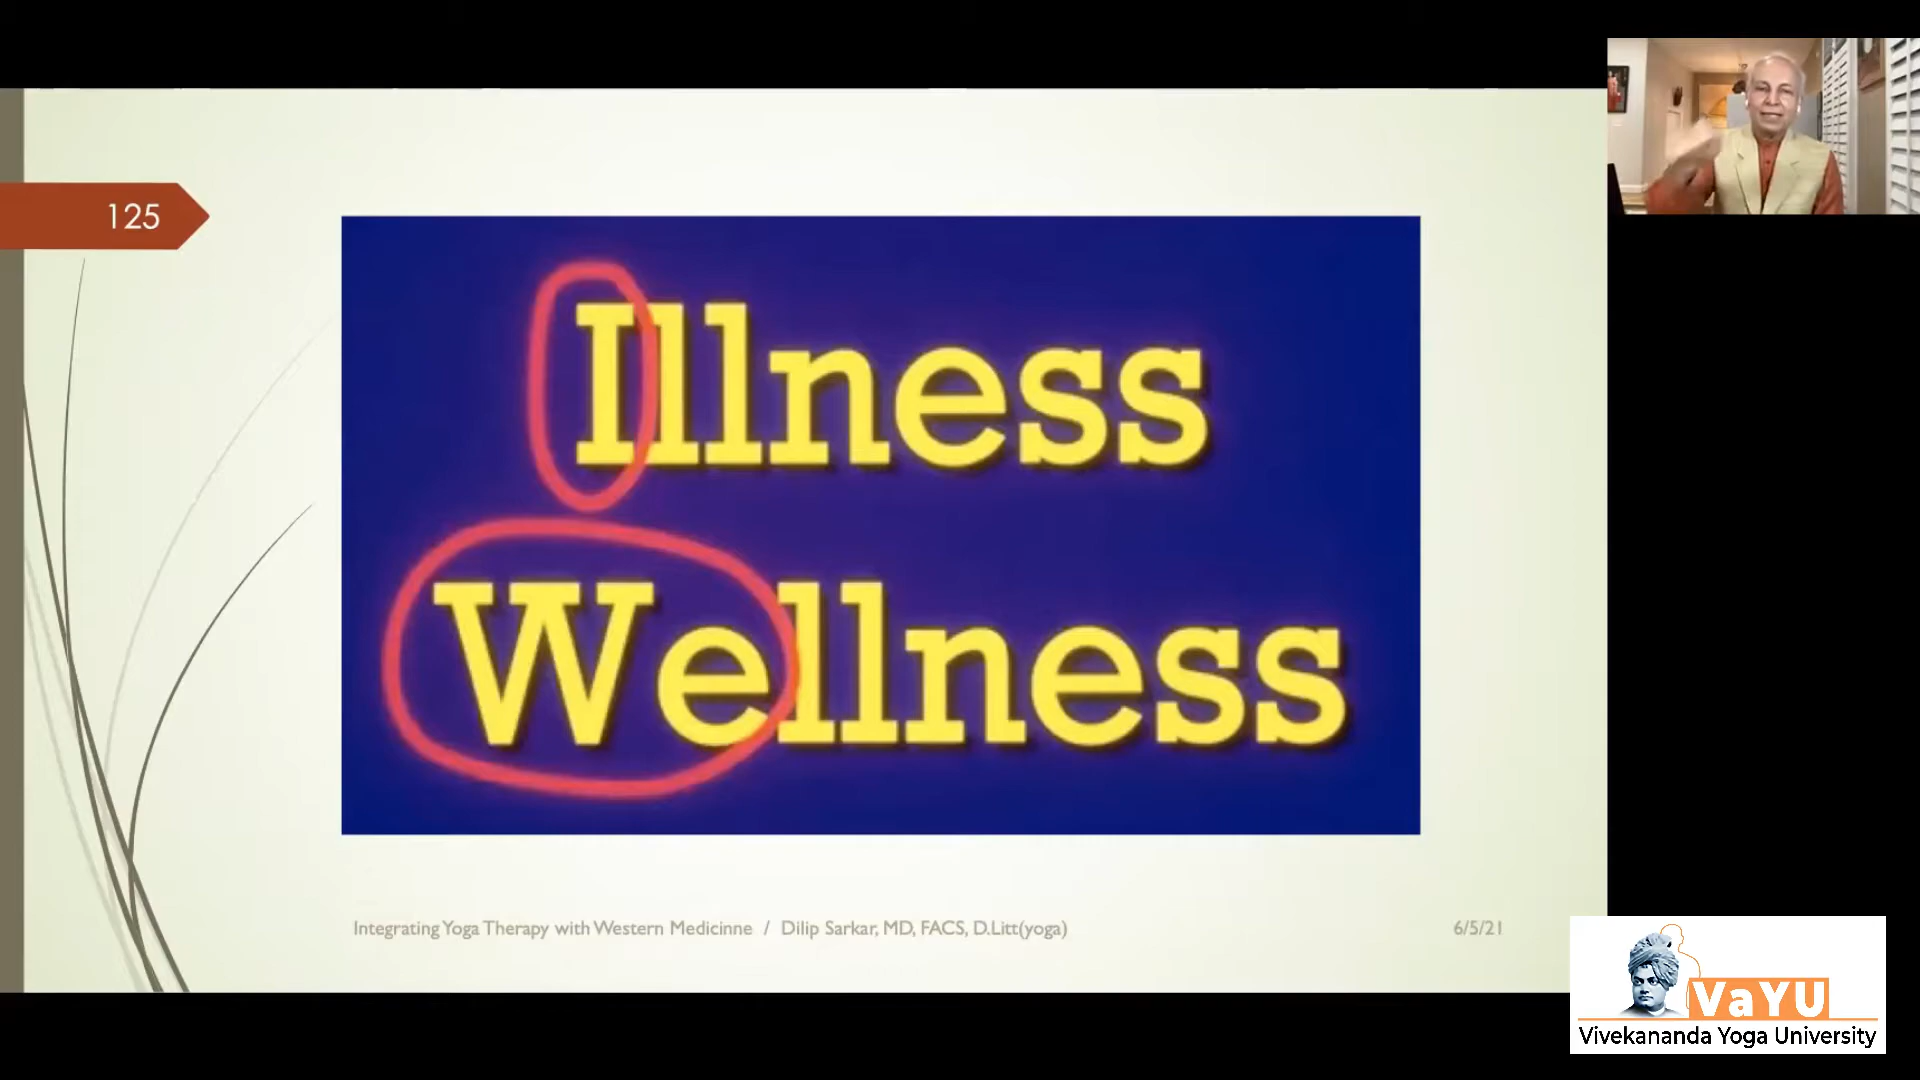 125
Illness
Wellness
Integrating Yoga Therapy with Western Medicinne / Dilip Sarkar, MD, FACS, D.Litt(yoga)
6/5/21
VaYU
Vivekananda Yoga University